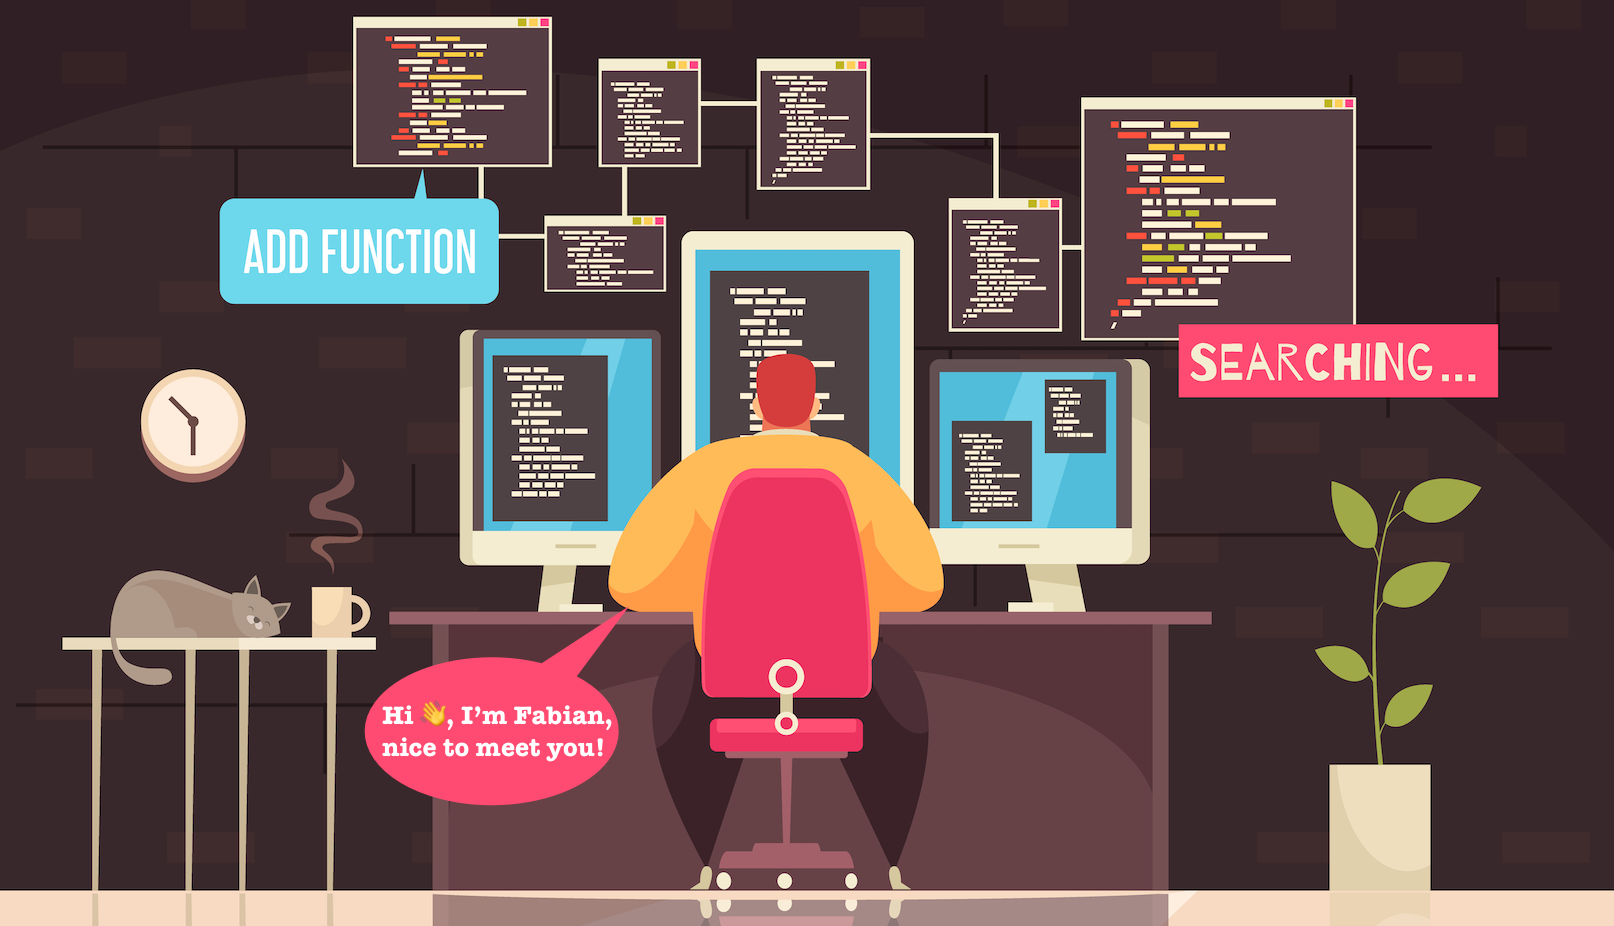 ADD FUNCTION
SEARCHING...
Hi 👋, I'm Fabian,
nice to meet you!